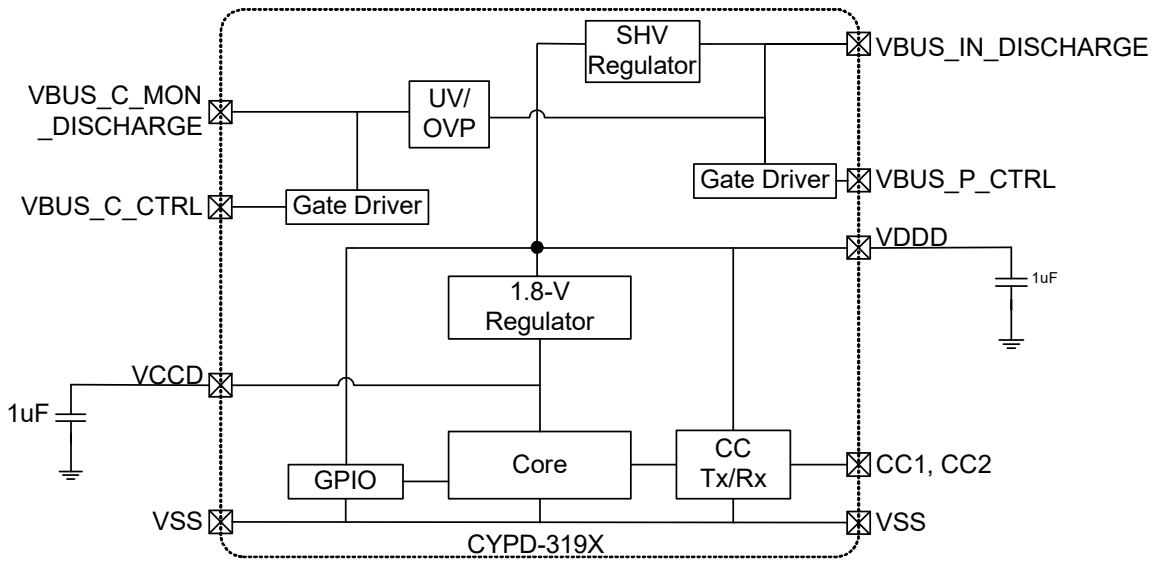 SHV
Regulator
VBUS_IN_DISCHARGE
VBUS_C_MON
_DISCHARGE
UV/
OVP
Gate Driver
VBUS_P_CTRL
VBUS_C_CTRL
Gate Driver
VDDD
1uF
1.8-V
Regulator
VCCD
1uF
Core
CC
Tx/Rx
CC1, CC2
GPIO
VSS
VSS
CYPD-319X